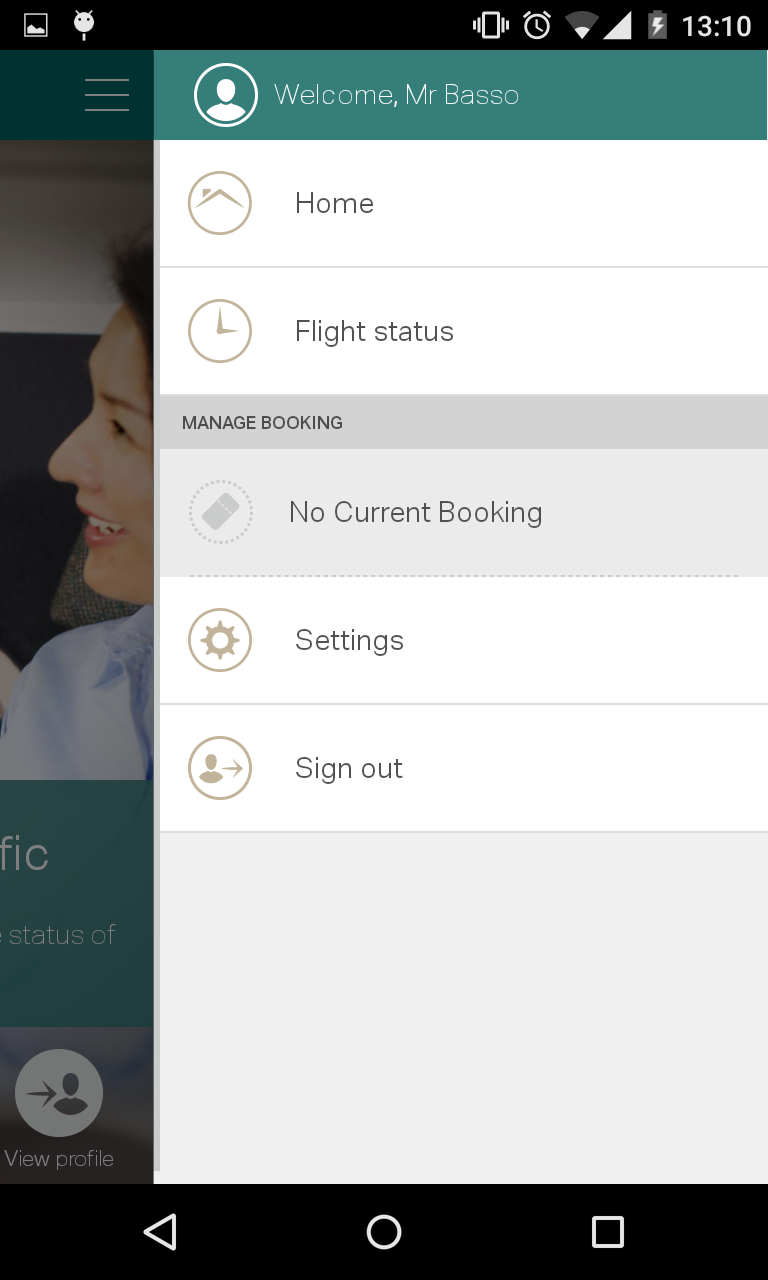 13:10
Welcome, Mr Basso
Home
Flight status
MANAGE BOOKING
No Current Booking
Settings
Sign out
fic
status of
View profile